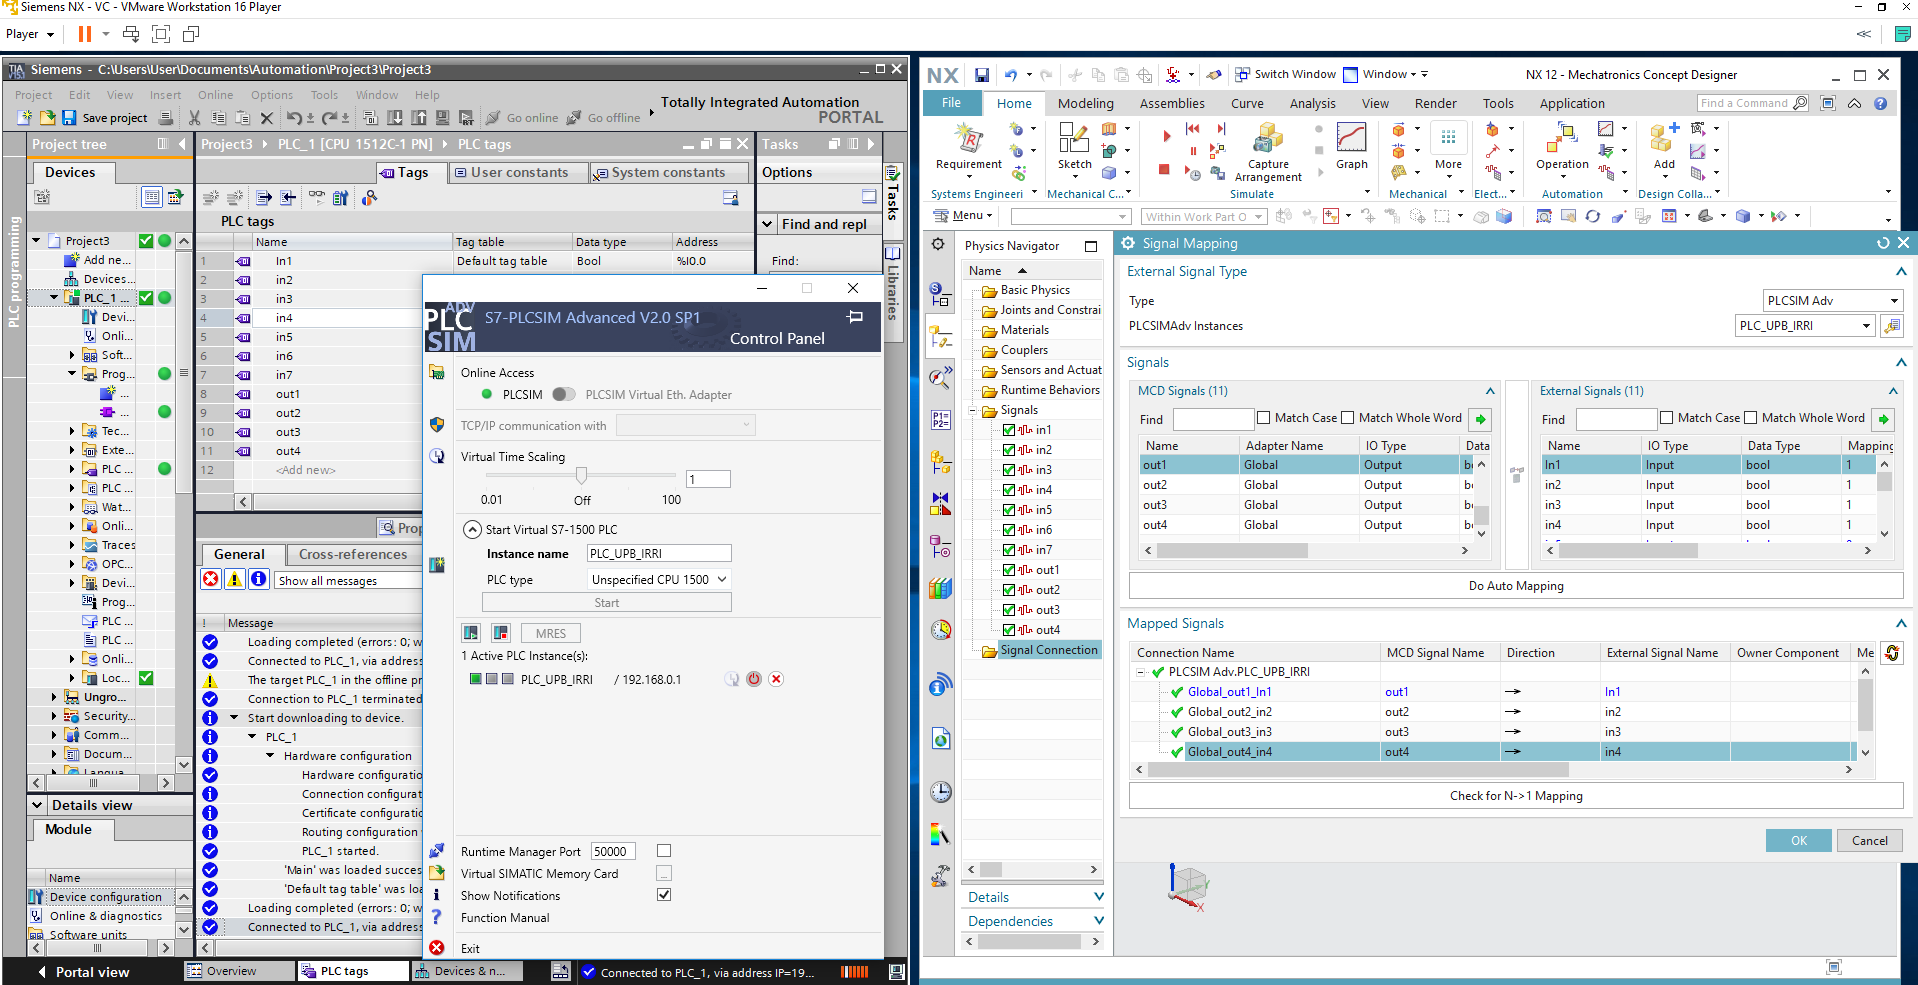 Siemens NX - VC - VMware Workstation 16 Player
Player
Siemens - C:\Users\User\Documents\Automation\Project3\Project3
Project Edit View Insert Online Options Tools Window Help
Totally Integrated Automation
PORTAL
Save project
Go online
Go offline
Project tree
Project3 PLC_1 [CPU 1512C-1 PN] PLC tags
Tasks
Devices
Tags
User constants
System constants
Options
PLC tags
Find and repl
Find:
Tasks
Libraries
PLC programming
Name Tag table Data type Address
1 In1 Default tag table Bool %I0.0
2 in2
3 in3
4 in4
5 in5
6 in6
7 in7
8 out1
9 out2
10 out3
11 out4
12 <Add new>
Project3
Add ne...
Devices...
PLC_1 ...
Devi...
Onli...
Soft...
Prog...
...
...
Tec...
Exte...
PLC ...
PLC ...
Wat...
Onli...
Traces
OPC...
Devi...
Prog...
PLC ...
PLC ...
Onli...
Loc...
Ungro...
Security...
Comm...
Docum...
Details view
Module
Name
Device configuration
Online & diagnostics
Software units
General
Cross-references
Show all messages
! Message
Loading completed (errors: 0; w
Connected to PLC_1, via address
The target PLC_1 in the offline pr
Connection to PLC_1 terminated
Start downloading to device.
PLC_1
Hardware configuration
Hardware configuratio
Connection configurat
Certificate configuratio
Routing configuration
PLC_1 started.
'Main' was loaded succes
'Default tag table' was loa
Loading completed (errors: 0; w
Connected to PLC_1, via address
Portal view
Overview
PLC tags
Devices & n...
Connected to PLC_1, via address IP=19...
ADV
PLC
SIM
S7-PLCSIM Advanced V2.0 SP1
Control Panel
Online Access
PLCSIM
PLCSIM Virtual Eth. Adapter
TCP/IP communication with
Virtual Time Scaling
1
0.01 Off 100
Start Virtual S7-1500 PLC
Instance name PLC_UPB_IRRI
PLC type Unspecified CPU 1500
Start
MRES
1 Active PLC Instance(s):
PLC_UPB_IRRI / 192.168.0.1
Runtime Manager Port 50000
Virtual SIMATIC Memory Card ...
Show Notifications
Function Manual
Exit
NX
Switch Window
Window
NX 12 - Mechatronics Concept Designer
File Home Modeling Assemblies Curve Analysis View Render Tools Application
Find a Command
Requirement
Systems Engineeri
Sketch
Mechanical C...
Capture
Arrangement
Simulate
Graph
Mechanical
More
Elect...
Operation
Automation
Add
Design Colla...
Menu
Within Work Part O
Physics Navigator
Name
Basic Physics
Joints and Constrai
Materials
Couplers
Sensors and Actuat
Runtime Behaviors
Signals
in1
in2
in3
in4
in5
in6
in7
out1
out2
out3
out4
Signal Connection
Details
Dependencies
Signal Mapping
External Signal Type
Type PLCSIM Adv
PLCSIMAdv Instances PLC_UPB_IRRI
Signals
MCD Signals (11)
Find Match Case Match Whole Word
Name Adapter Name IO Type Data
out1 Global Output b
out2 Global Output b
out3 Global Output b
out4 Global Output b
External Signals (11)
Find Match Case Match Whole Word
Name IO Type Data Type Mapping
In1 Input bool 1
in2 Input bool 1
in3 Input bool 1
in4 Input bool 1
Do Auto Mapping
Mapped Signals
Connection Name MCD Signal Name Direction External Signal Name Owner Component Me
PLCSIM Adv.PLC_UPB_IRRI
Global_out1_In1 out1 In1
Global_out2_in2 out2 in2
Global_out3_in3 out3 in3
Global_out4_in4 out4 in4
Check for N->1 Mapping
OK
Cancel
X